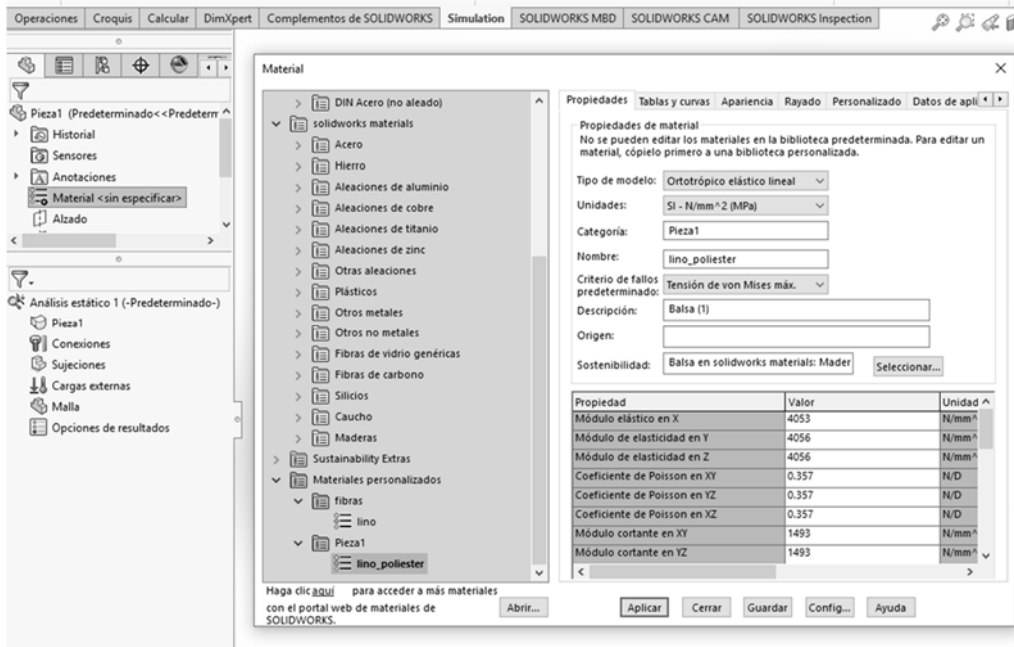 Operaciones Croquis Calcular DimXpert Complementos de SOLIDWORKS Simulation SOLIDWORKS MBD SOLIDWORKS CAM SOLIDWORKS Inspection
Pieza1 (Predeterminado<<Predeterm
Historial
Sensores
Anotaciones
Material <sin especificar>
Alzado
Análisis estático 1 (-Predeterminado-)
Pieza1
Conexiones
Sujeciones
Cargas externas
Malla
Opciones de resultados
Material
DIN Acero (no aleado)
solidworks materials
Acero
Hierro
Aleaciones de aluminio
Aleaciones de cobre
Aleaciones de titanio
Aleaciones de zinc
Otras aleaciones
Plásticos
Otros metales
Otros no metales
Fibras de vidrio genéricas
Fibras de carbono
Silicios
Caucho
Maderas
Sustainability Extras
Materiales personalizados
fibras
lino
Pieza1
lino_poliester
Haga clic aquí para acceder a más materiales
con el portal web de materiales de
SOLIDWORKS.
Abrir...
Propiedades Tablas y curvas Apariencia Rayado Personalizado Datos de apli
Propiedades de material
No se pueden editar los materiales en la biblioteca predeterminada. Para editar un
material, cópielo primero a una biblioteca personalizada.
Tipo de modelo: Ortotrópico elástico lineal
Unidades: SI - N/mm^2 (MPa)
Categoría: Pieza1
Nombre: lino_poliester
Criterio de fallos
predeterminado: Tensión de von Mises máx.
Descripción: Balsa (1)
Origen:
Sostenibilidad: Balsa en solidworks materials: Mader Seleccionar...
Propiedad Valor Unidad
Módulo elástico en X 4053 N/mm^
Módulo de elasticidad en Y 4056 N/mm^
Módulo de elasticidad en Z 4056 N/mm^
Coeficiente de Poisson en XY 0.357 N/D
Coeficiente de Poisson en YZ 0.357 N/D
Coeficiente de Poisson en XZ 0.357 N/D
Módulo cortante en XY 1493 N/mm^
Módulo cortante en YZ 1493 N/mm^
Aplicar Cerrar Guardar Config... Ayuda